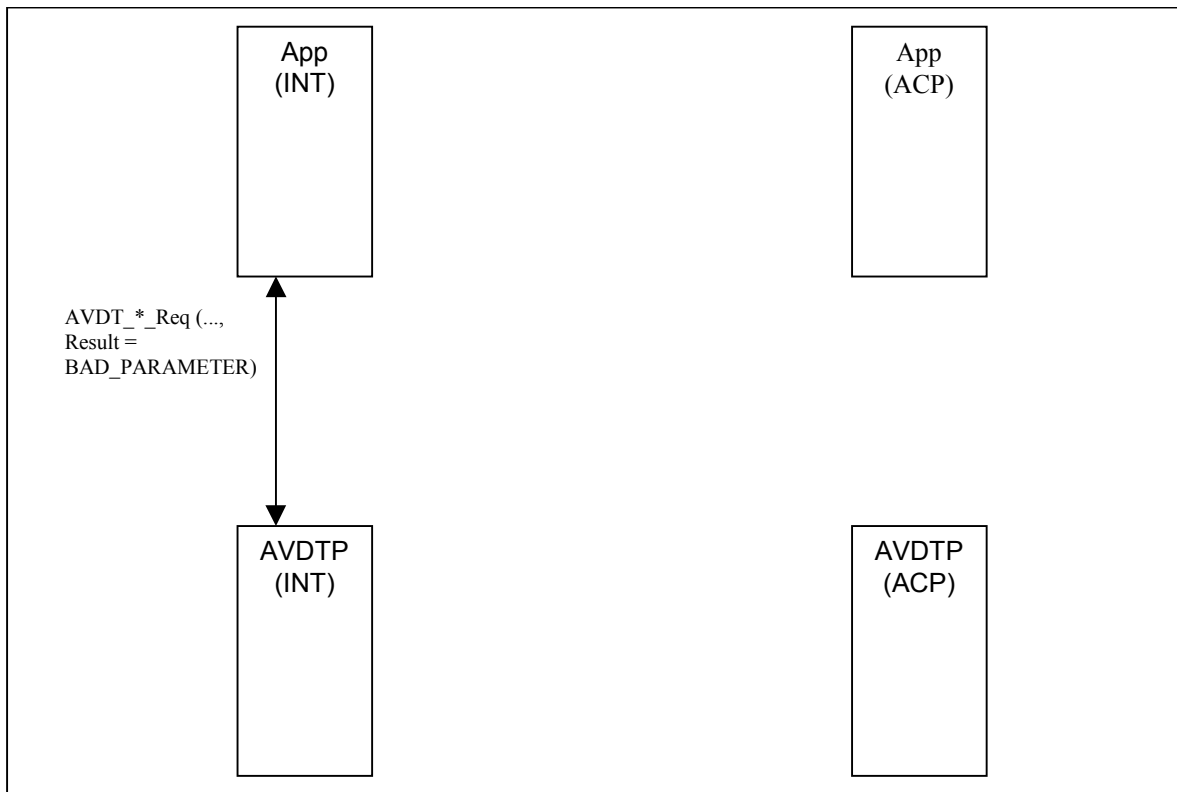 App
(INT)
App
(ACP)
AVDT_*_Req (...,
Result =
BAD_PARAMETER)
AVDTP
(INT)
AVDTP
(ACP)